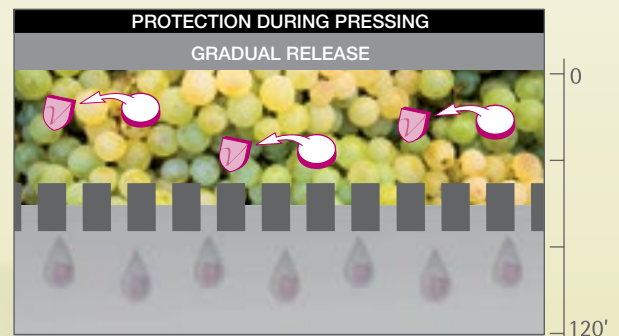 PROTECTION DURING PRESSING
GRADUAL RELEASE
0
120'